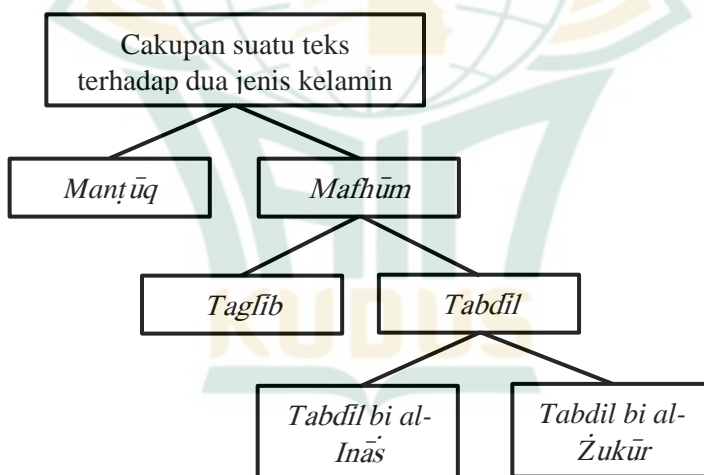 Cakupan suatu teks
terhadap dua jenis kelamin
Manṭūq
Mafhūm
Taglīb
Tabdīl
KUDUS
Tabdīl bi al-
Ināṡ
Tabdil bi al-
Żukūr